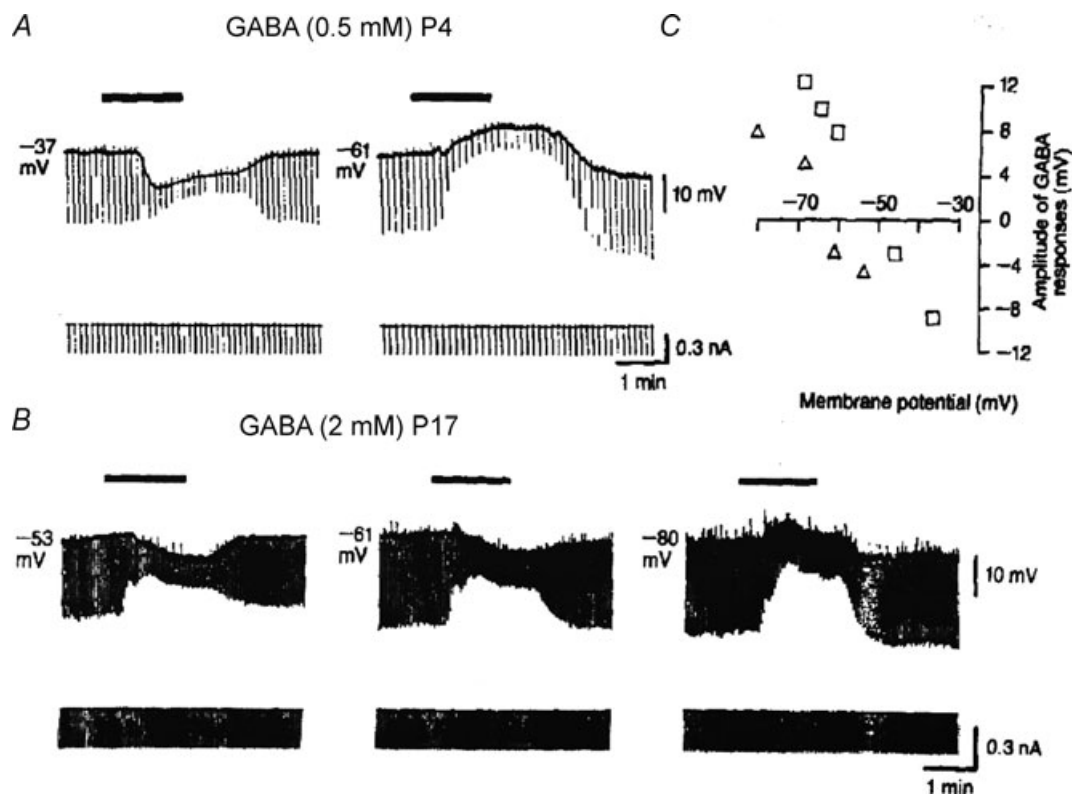 A
GABA (0.5 mM) P4
−37
mV
−61
mV
10 mV
0.3 nA
1 min
C
12
8
4
0
−4
−8
−12
−70
−50
−30
Amplitude of GABA
responses (mV)
Membrane potential (mV)
B
GABA (2 mM) P17
−53
mV
−61
mV
−80
mV
10 mV
0.3 nA
1 min